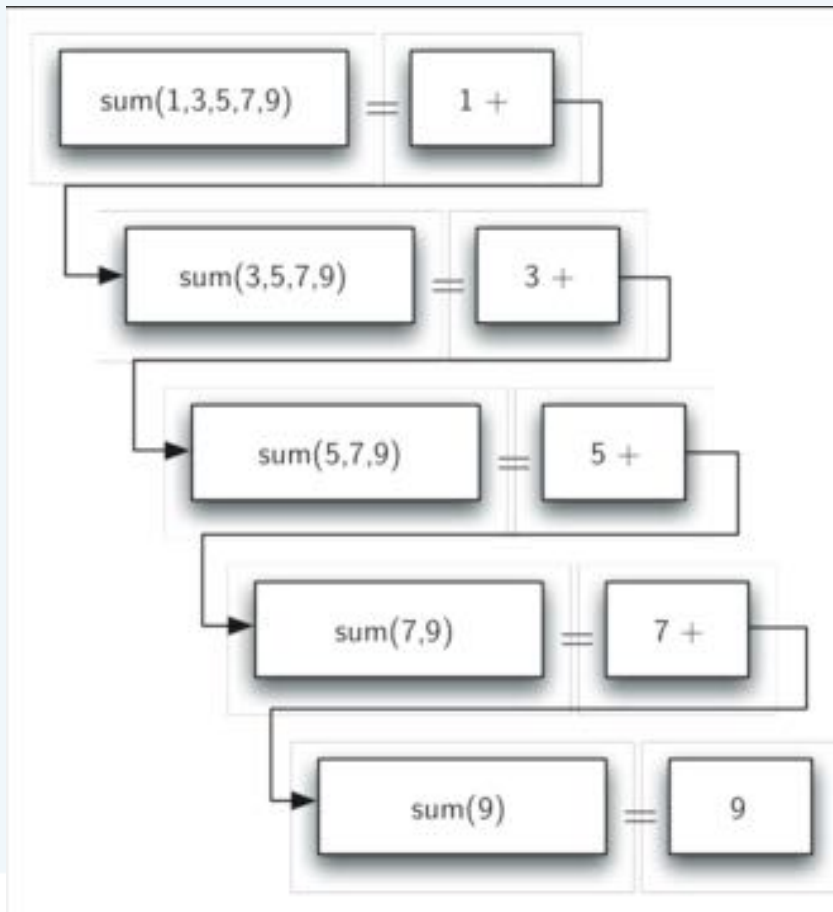 sum(1,3,5,7,9) = 1 +
sum(3,5,7,9) = 3 +
sum(5,7,9) = 5 +
sum(7,9) = 7 +
sum(9) = 9